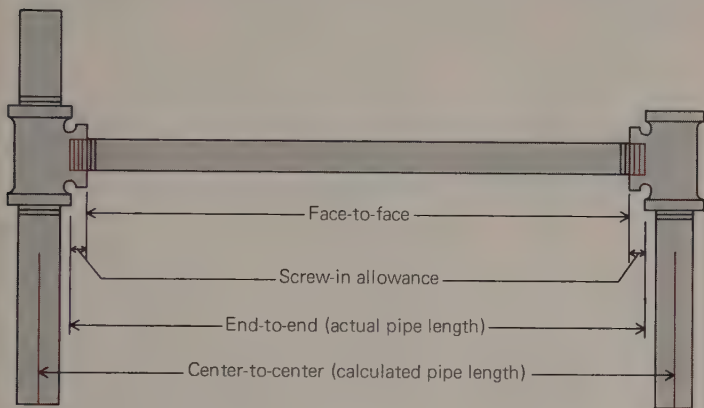 Face-to-face
Screw-in allowance
End-to-end (actual pipe length)
Center-to-center (calculated pipe length)